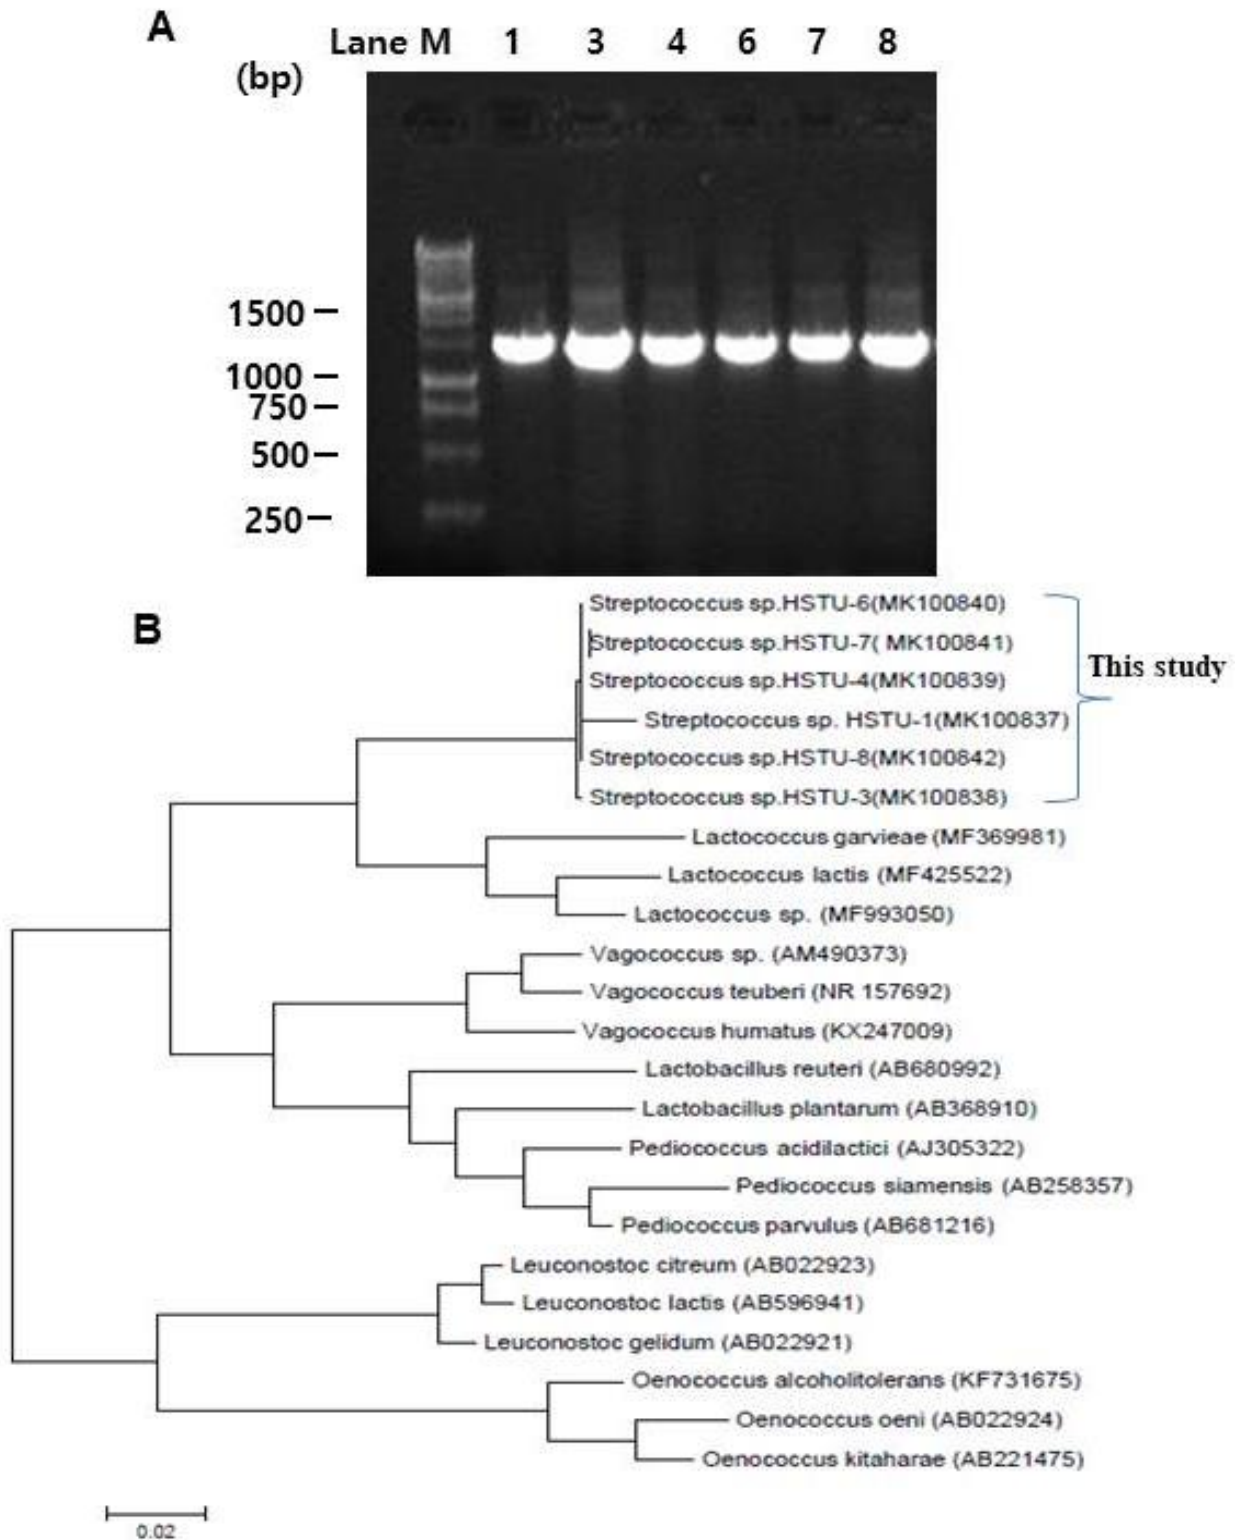 A
Lane M 1 3 4 6 7 8
(bp)
1500
1000
750
500
250
B
Streptococcus sp.HSTU-6(MK100840)
Streptococcus sp.HSTU-7( MK100841)
Streptococcus sp.HSTU-4(MK100839)
This study
Streptococcus sp. HSTU-1(MK100837)
Streptococcus sp.HSTU-8(MK100842)
Streptococcus sp.HSTU-3(MK100838)
Lactococcus garvieae (MF369981)
Lactococcus lactis (MF425522)
Lactococcus sp. (MF993050)
Vagococcus sp. (AM490373)
Vagococcus teuberi (NR 157692)
Vagococcus humatus (KX247009)
Lactobacillus reuteri (AB680992)
Lactobacillus plantarum (AB368910)
Pediococcus acidilactici (AJ305322)
Pediococcus siamensis (AB258357)
Pediococcus parvulus (AB681216)
Leuconostoc citreum (AB022923)
Leuconostoc lactis (AB596941)
Leuconostoc gelidum (AB022921)
Oenococcus alcoholitolerans (KF731675)
Oenococcus oeni (AB022924)
Oenococcus kitaharae (AB221475)
0.02